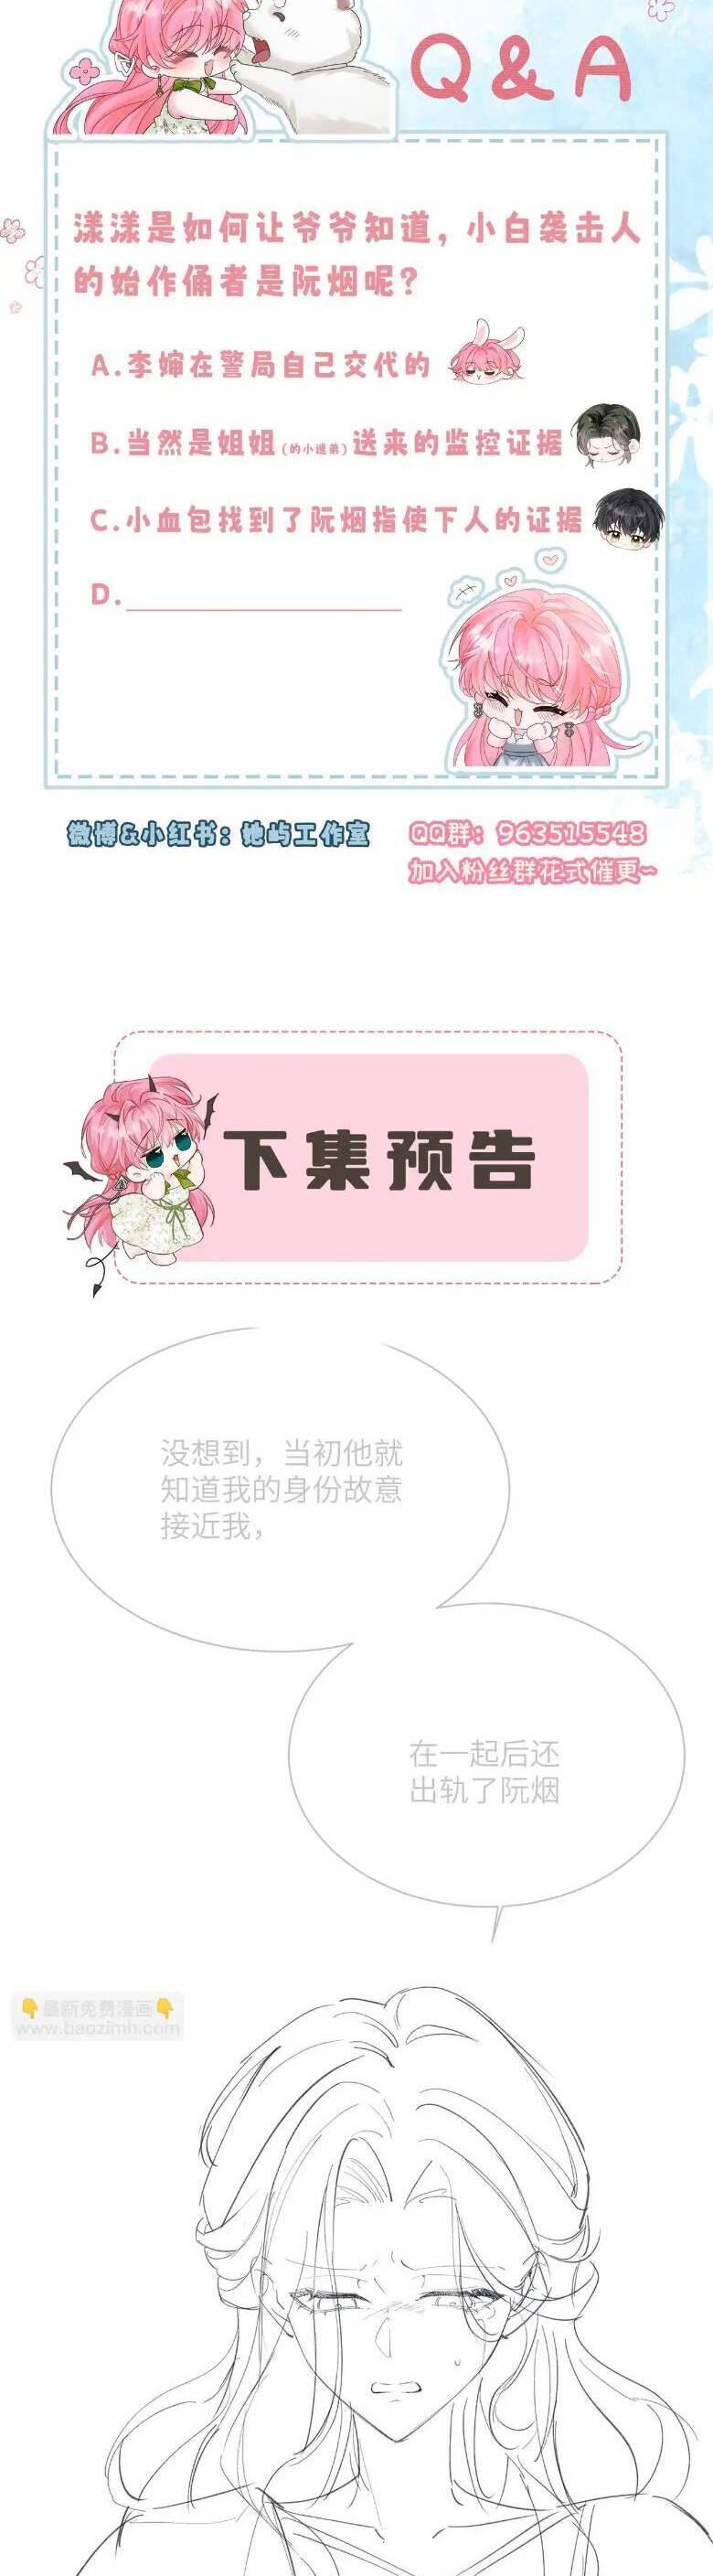 Q&A
漾漾是如何让爷爷知道，小白袭击人
的始作俑者是阮烟呢？
A.李婶在警局自己交代的
B.当然是姐姐(的小迷弟)送来的监控证据
C.小血包找到了阮烟指使下人的证据
D.
微博&小红书：她屿工作室
QQ群：963515548
加入粉丝群花式催更~
下集预告
没想到，当初他就
知道我的身份故意
接近我，
在一起后还
出轨了阮烟
👇最新免费漫画👇
www.baozimh.com